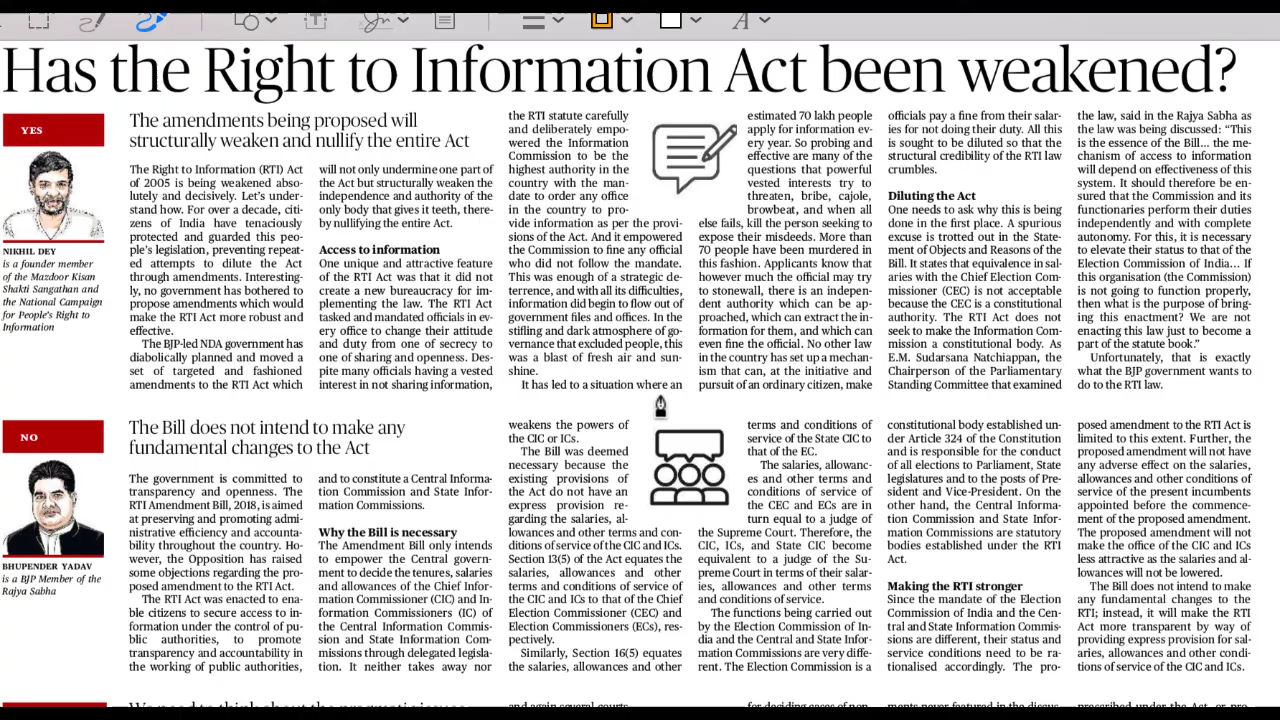 Has the Right to Information Act been weakened?
YES
NIKHIL DEY
is a founder member
of the Mazdoor Kisan
Shakti Sangathan and
the National Campaign
for People's Right to
Information
The amendments being proposed will
structurally weaken and nullify the entire Act
The Right to Information (RTI) Act
of 2005 is being weakened abso-
lutely and decisively. Let's under-
stand how. For over a decade, citi-
zens of India have tenaciously
protected and guarded this peo-
ple's legislation, preventing repeat-
ed attempts to dilute the Act
through amendments. Interesting-
ly, no government has bothered to
propose amendments which would
make the RTI Act more robust and
effective.
The BJP-led NDA government has
diabolically planned and moved a
set of targeted and fashioned
amendments to the RTI Act which
will not only undermine one part of
the Act but structurally weaken the
independence and authority of the
only body that gives it teeth, there-
by nullifying the entire Act.
Access to information
One unique and attractive feature
of the RTI Act was that it did not
create a new bureaucracy for im-
plementing the law. The RTI Act
tasked and mandated officials in ev-
ery office to change their attitude
and duty from one of secrecy to
one of sharing and openness. Des-
pite many officials having a vested
interest in not sharing information,
the RTI statute carefully
and deliberately empo-
wered the Information
Commission to be the
highest authority in the
country with the man-
date to order any office
in the country to pro-
vide information as per the provi-
sions of the Act. And it empowered
the Commission to fine any official
who did not follow the mandate.
This was enough of a strategic de-
terrence, and with all its difficulties,
information did begin to flow out of
government files and offices. In the
stifling and dark atmosphere of go-
vernance that excluded people, this
was a blast of fresh air and sun-
shine.
It has led to a situation where an
estimated 70 lakh people
apply for information ev-
ery year. So probing and
effective are many of the
questions that powerful
vested interests try to
threaten, bribe, cajole,
browbeat, and when all
else fails, kill the person seeking to
expose their misdeeds. More than
70 people have been murdered in
this fashion. Applicants know that
however much the official may try
to stonewall, there is an indepen-
dent authority which can be ap-
proached, which can extract the in-
formation for them, and which can
even fine the official. No other law
in the country has set up a mechan-
ism that can, at the initiative and
pursuit of an ordinary citizen, make
officials pay a fine from their salar-
ies for not doing their duty. All this
is sought to be diluted so that the
structural credibility of the RTI law
crumbles.
Diluting the Act
One needs to ask why this is being
done in the first place. A spurious
excuse is trotted out in the State-
ment of Objects and Reasons of the
Bill. It states that equivalence in sal-
aries with the Chief Election Com-
missioner (CEC) is not acceptable
because the CEC is a constitutional
authority. The RTI Act does not
seek to make the Information Com-
mission a constitutional body. As
E.M. Sudarsana Natchiappan, the
Chairperson of the Parliamentary
Standing Committee that examined
the law, said in the Rajya Sabha as
the law was being discussed: “This
is the essence of the Bill... the me-
chanism of access to information
will depend on effectiveness of this
system. It should therefore be en-
sured that the Commission and its
functionaries perform their duties
independently and with complete
autonomy. For this, it is necessary
to elevate their status to that of the
Election Commission of India... If
this organisation (the Commission)
is not going to function properly,
then what is the purpose of bring-
ing this enactment? We are not
enacting this law just to become a
part of the statute book.”
Unfortunately, that is exactly
what the BJP government wants to
do to the RTI law.
NO
BHUPENDER YADAV
is a BJP Member of the
Rajya Sabha
The Bill does not intend to make any
fundamental changes to the Act
The government is committed to
transparency and openness. The
RTI Amendment Bill, 2018, is aimed
at preserving and promoting admi-
nistrative efficiency and accounta-
bility throughout the country. Ho-
wever, the Opposition has raised
some objections regarding the pro-
posed amendment to the RTI Act.
The RTI Act was enacted to ena-
ble citizens to secure access to in-
formation under the control of pu-
blic authorities, to promote
transparency and accountability in
the working of public authorities,
and to constitute a Central Informa-
tion Commission and State Infor-
mation Commission.
Why the Bill is necessary
The Amendment Bill only intends
to empower the Central govern-
ment to decide the tenures, salaries
and allowances of the Chief Infor-
mation Commissioner (CIC) and In-
formation Commissioners (IC) of
the Central Information Commis-
sion and State Information Com-
missions through delegated legisla-
tion. It neither takes away nor
weakens the powers of
the CIC or ICs.
The Bill was deemed
necessary because the
existing provisions of
the Act do not have an
express provision re-
garding the salaries, al-
lowances and other terms and con-
ditions of service of the CIC and ICs.
Section 13(5) of the Act equates the
salaries, allowances and other
terms and conditions of service of
the CIC and ICs to that of the Chief
Election Commissioner (CEC) and
Election Commissioners (ECs), res-
pectively.
Similarly, Section 16(5) equates
the salaries, allowances and other
terms and conditions of
service of the State CIC to
that of the EC.
The salaries, allowanc-
es and other terms and
conditions of service of
the CEC and ECs are in
turn equal to a judge of
the Supreme Court. Therefore, the
CIC, ICs, and State CIC become
equivalent to a judge of the Su-
preme Court in terms of their salar-
ies, allowances and other terms
and conditions of service.
The functions being carried out
by the Election Commission of In-
dia and the Central and State Infor-
mation Commissions are very diffe-
rent. The Election Commission is a
constitutional body established un-
der Article 324 of the Constitution
and is responsible for the conduct
of all elections to Parliament, State
legislatures and to the posts of Pre-
sident and Vice-President. On the
other hand, the Central Informa-
tion Commission and State Infor-
mation Commissions are statutory
bodies established under the RTI
Act.
Making the RTI stronger
Since the mandate of the Election
Commission of India and the Cen-
tral and State Information Commis-
sions are different, their status and
service conditions need to be ra-
tionalised accordingly. The pro-
posed amendment to the RTI Act is
limited to this extent. Further, the
proposed amendment will not have
any adverse effect on the salaries,
allowances and other conditions of
service of the present incumbents
appointed before the commence-
ment of the proposed amendment.
The proposed amendment will not
make the office of the CIC and ICs
less attractive as the salaries and al-
lowances will not be lowered.
The Bill does not intend to make
any fundamental changes to the
RTI; instead, it will make the RTI
Act more transparent by way of
providing express provision for sal-
aries, allowances and other condi-
tions of service of the CIC and ICs.